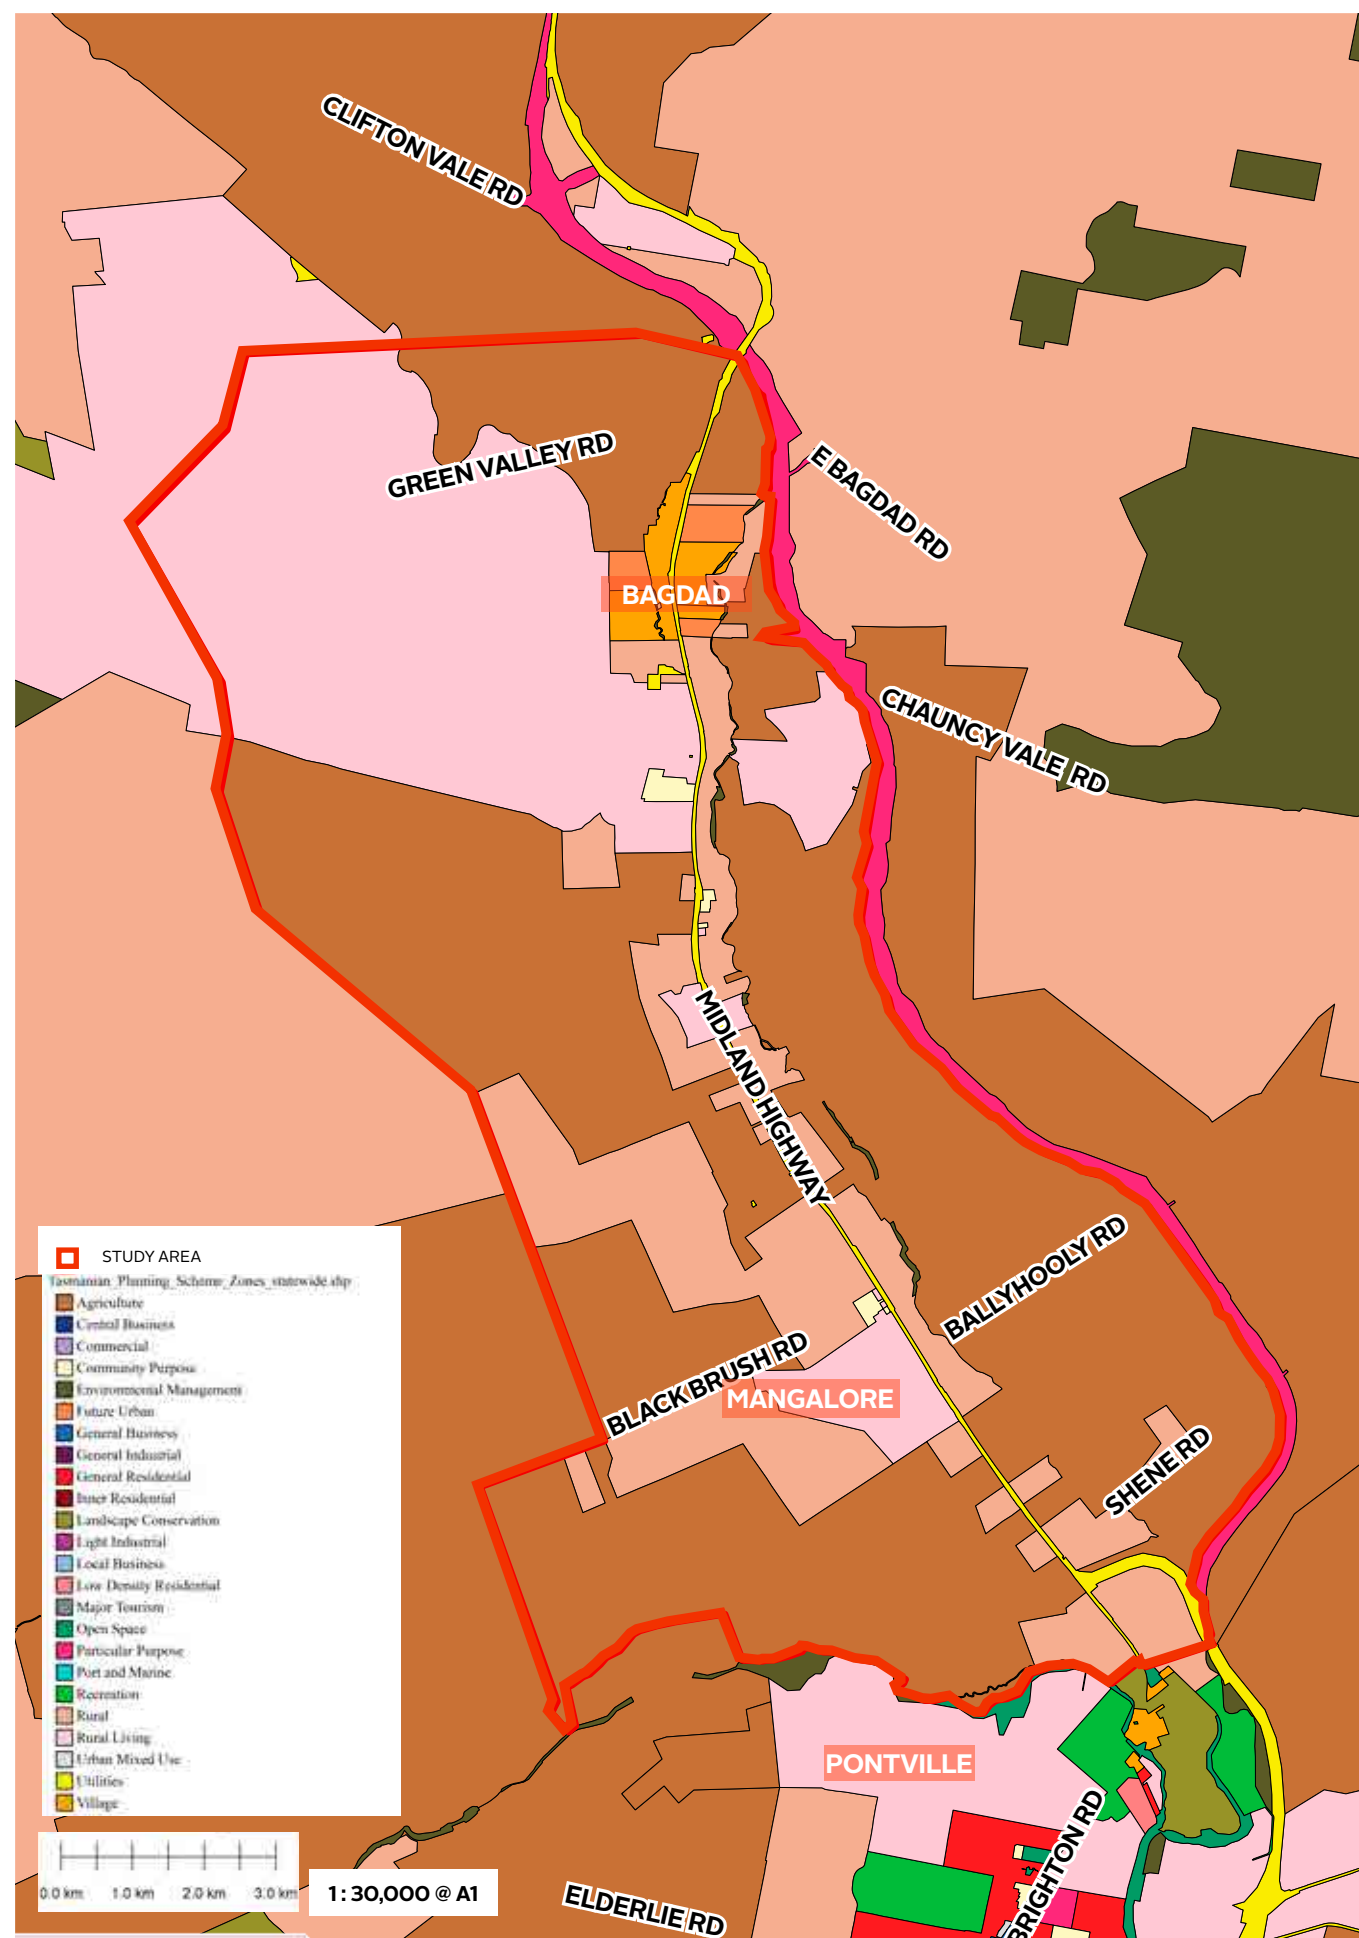 CLIFTON VALE RD
GREEN VALLEY RD
E BAGDAD RD
BAGDAD
CHAUNCY VALE RD
MIDLAND HIGHWAY
BALLYHOOLY RD
BLACK BRUSH RD
MANGALORE
SHENE RD
PONTVILLE
BRIGHTON RD
ELDERLIE RD
STUDY AREA
Tasmanian_Planning_Scheme_Zones_statewide.shp
Agriculture
Central Business
Commercial
Community Purpose
Environmental Management
Future Urban
General Business
General Industrial
General Residential
Inner Residential
Landscape Conservation
Light Industrial
Local Business
Low Density Residential
Major Tourism
Open Space
Particular Purpose
Port and Marine
Recreation
Rural
Rural Living
Urban Mixed Use
Utilities
Village
0.0 km 1.0 km 2.0 km 3.0 km
1 : 30,000 @ A1